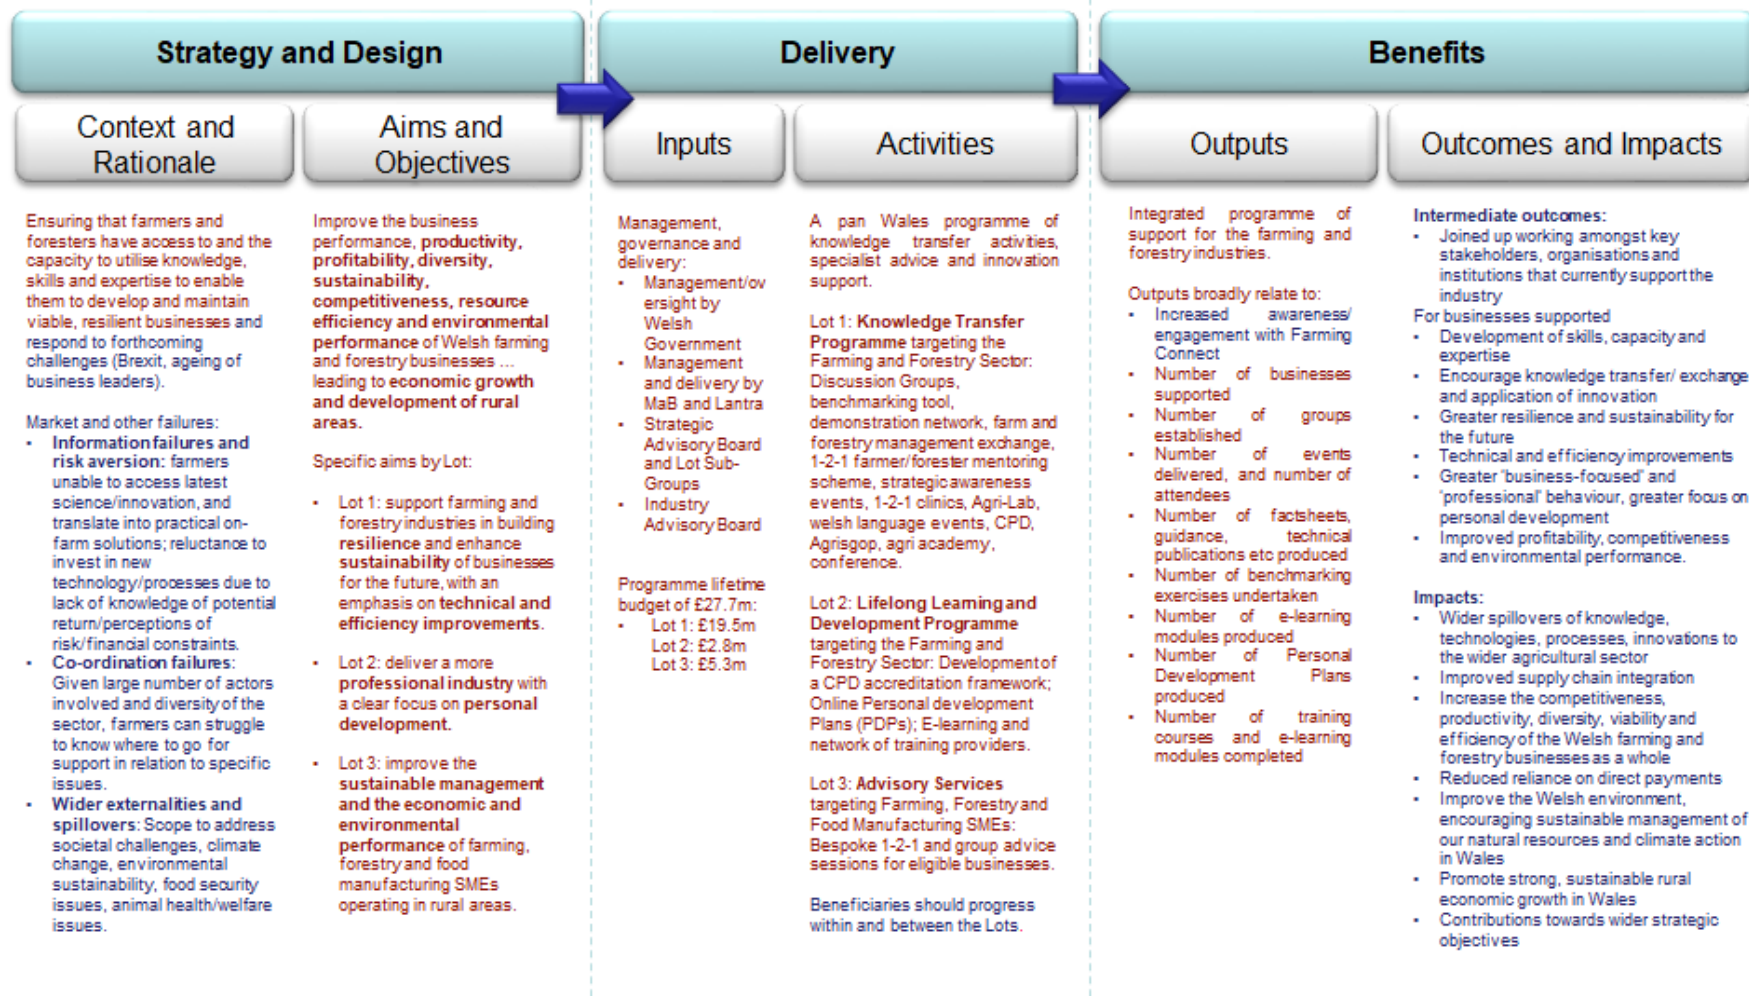 Strategy and Design
Delivery
Benefits
Context and
Rationale
Aims and
Objectives
Inputs
Activities
Outputs
Outcomes and Impacts
Ensuring that farmers and
foresters have access to and the
capacity to utilise knowledge,
skills and expertise to enable
them to develop and maintain
viable, resilient businesses and
respond to forthcoming
challenges (Brexit, ageing of
business leaders).
Market and other failures:
▪ Information failures and
risk aversion: farmers
unable to access latest
science/innovation, and
translate into practical on-
farm solutions; reluctance to
invest in new
technology/processes due to
lack of knowledge of potential
return/perceptions of
risk/financial constraints.
▪ Co-ordination failures:
Given large number of actors
involved and diversity of the
sector, farmers can struggle
to know where to go for
support in relation to specific
issues.
▪ Wider externalities and
spillovers: Scope to address
societal challenges, climate
change, environmental
sustainability, food security
issues, animal health/welfare
issues.
Improve the business
performance, productivity,
profitability, diversity,
sustainability,
competitiveness, resource
efficiency and environmental
performance of Welsh farming
and forestry businesses ...
leading to economic growth
and development of rural
areas.
Specific aims by Lot:
▪ Lot 1: support farming and
forestry industries in building
resilience and enhance
sustainability of businesses
for the future, with an
emphasis on technical and
efficiency improvements.
▪ Lot 2: deliver a more
professional industry with
a clear focus on personal
development.
▪ Lot 3: improve the
sustainable management
and the economic and
environmental
performance of farming,
forestry and food
manufacturing SMEs
operating in rural areas.
Management,
governance and
delivery:
▪ Management/ov
ersight by
Welsh
Government
▪ Management
and delivery by
MaB and Lantra
▪ Strategic
Advisory Board
and Lot Sub-
Groups
▪ Industry
Advisory Board
Programme lifetime
budget of £27.7m:
▪ Lot 1: £19.5m
Lot 2: £2.8m
Lot 3: £5.3m
A pan Wales programme of
knowledge transfer activities,
specialist advice and innovation
support.
Lot 1: Knowledge Transfer
Programme targeting the
Farming and Forestry Sector:
Discussion Groups,
benchmarking tool,
demonstration network, farm and
forestry management exchange,
1-2-1 farmer/forester mentoring
scheme, strategic awareness
events, 1-2-1 clinics, Agri-Lab,
welsh language events, CPD,
Agrisgop, agri academy,
conference.
Lot 2: Lifelong Learning and
Development Programme
targeting the Farming and
Forestry Sector: Development of
a CPD accreditation framework;
Online Personal development
Plans (PDPs); E-learning and
network of training providers.
Lot 3: Advisory Services
targeting Farming, Forestry and
Food Manufacturing SMEs:
Bespoke 1-2-1 and group advice
sessions for eligible businesses.
Beneficiaries should progress
within and between the Lots.
Integrated programme of
support for the farming and
forestry industries.
Outputs broadly relate to:
▪ Increased awareness/
engagement with Farming
Connect
▪ Number of businesses
supported
▪ Number of groups
established
▪ Number of events
delivered, and number of
attendees
▪ Number of factsheets,
guidance, technical
publications etc produced
▪ Number of benchmarking
exercises undertaken
▪ Number of e-learning
modules produced
▪ Number of Personal
Development Plans
produced
▪ Number of training
courses and e-learning
modules completed
Intermediate outcomes:
▪ Joined up working amongst key
stakeholders, organisations and
institutions that currently support the
industry
For businesses supported
▪ Development of skills, capacity and
expertise
▪ Encourage knowledge transfer/ exchange
and application of innovation
▪ Greater resilience and sustainability for
the future
▪ Technical and efficiency improvements
▪ Greater 'business-focused' and
'professional' behaviour, greater focus on
personal development
▪ Improved profitability, competitiveness
and environmental performance.
Impacts:
▪ Wider spillovers of knowledge,
technologies, processes, innovations to
the wider agricultural sector
▪ Improved supply chain integration
▪ Increase the competitiveness,
productivity, diversity, viability and
efficiency of the Welsh farming and
forestry businesses as a whole
▪ Reduced reliance on direct payments
▪ Improve the Welsh environment,
encouraging sustainable management of
our natural resources and climate action
in Wales
▪ Promote strong, sustainable rural
economic growth in Wales
▪ Contributions towards wider strategic
objectives